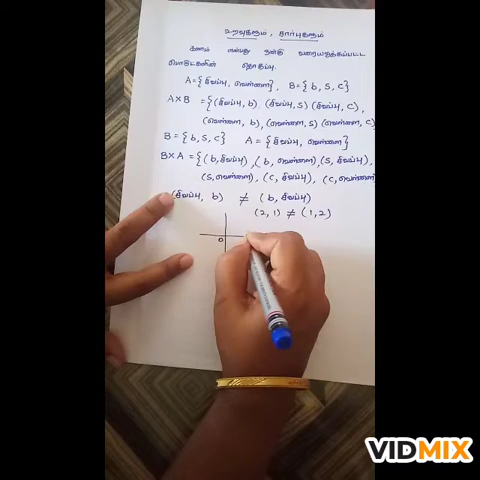 உறவுகளும், சார்புகளும்
கணம் என்பது நன்கு வரையறுக்கப்பட்ட
பொருட்களின் தொகுப்பு.
A={சிவப்பு, வெள்ளை}, B={b, s, c}
A×B ={(சிவப்பு, b) (சிவப்பு, s) (சிவப்பு, c),
(வெள்ளை, b), (வெள்ளை, s) (வெள்ளை, c)
B={b, s, c} A={சிவப்பு, வெள்ளை}
B×A={(b, சிவப்பு), (b, வெள்ளை), (s, சிவப்பு),
(s, வெள்ளை), (c, சிவப்பு), (c, வெள்ளை)
(சிவப்பு, b) ≠ (b, சிவப்பு)
(2,1) ≠ (1,2)
0
VIDMIX